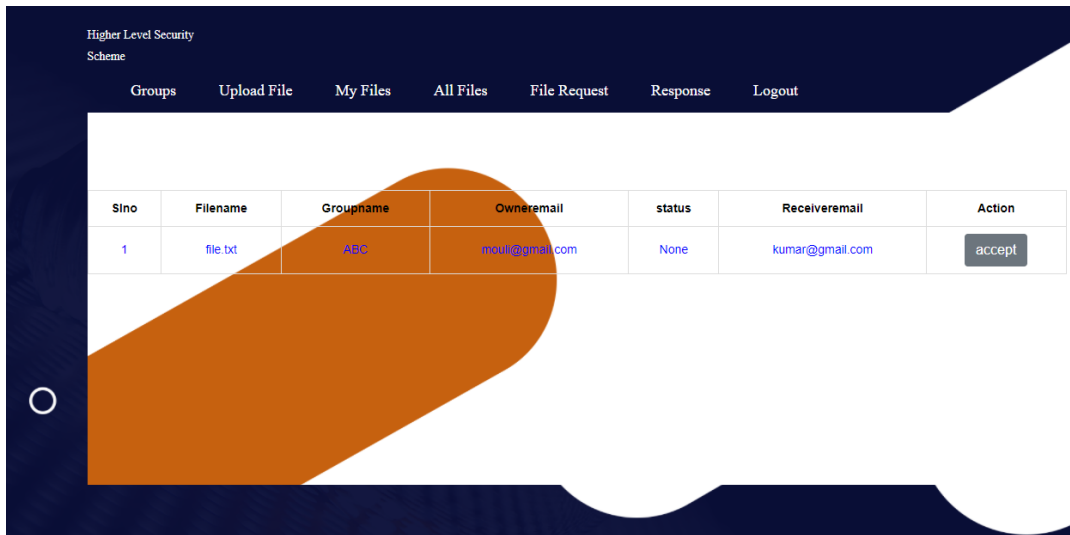 Higher Level Security
Scheme
Groups Upload File My Files All Files File Request Response Logout
Slno Filename Groupname Owneremail status Receiveremail Action
1 file.txt ABC mouli@gmail.com None kumar@gmail.com accept